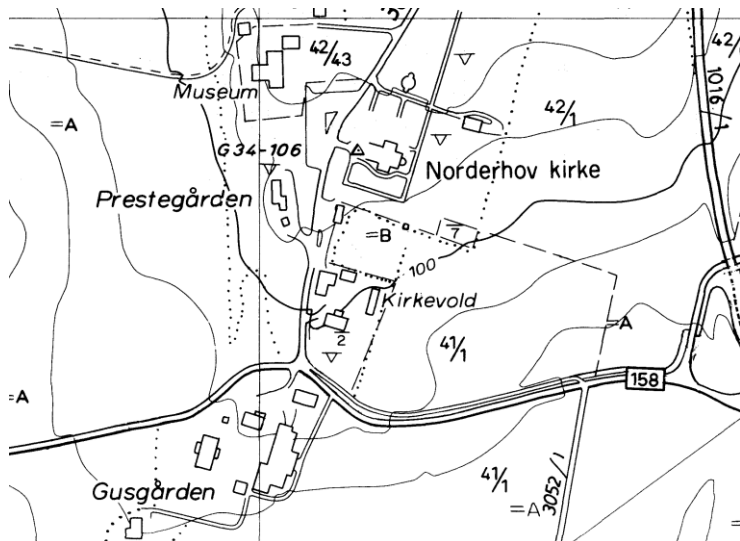 42/43
42/
Museum
=A
1016 / 1
42/1
G 34-106
Norderhov kirke
Prestegården
7
=B
100
Kirkevold
2
=A
41/1
158
=A
Gusgården
41/1
3052 / 1
=A
=